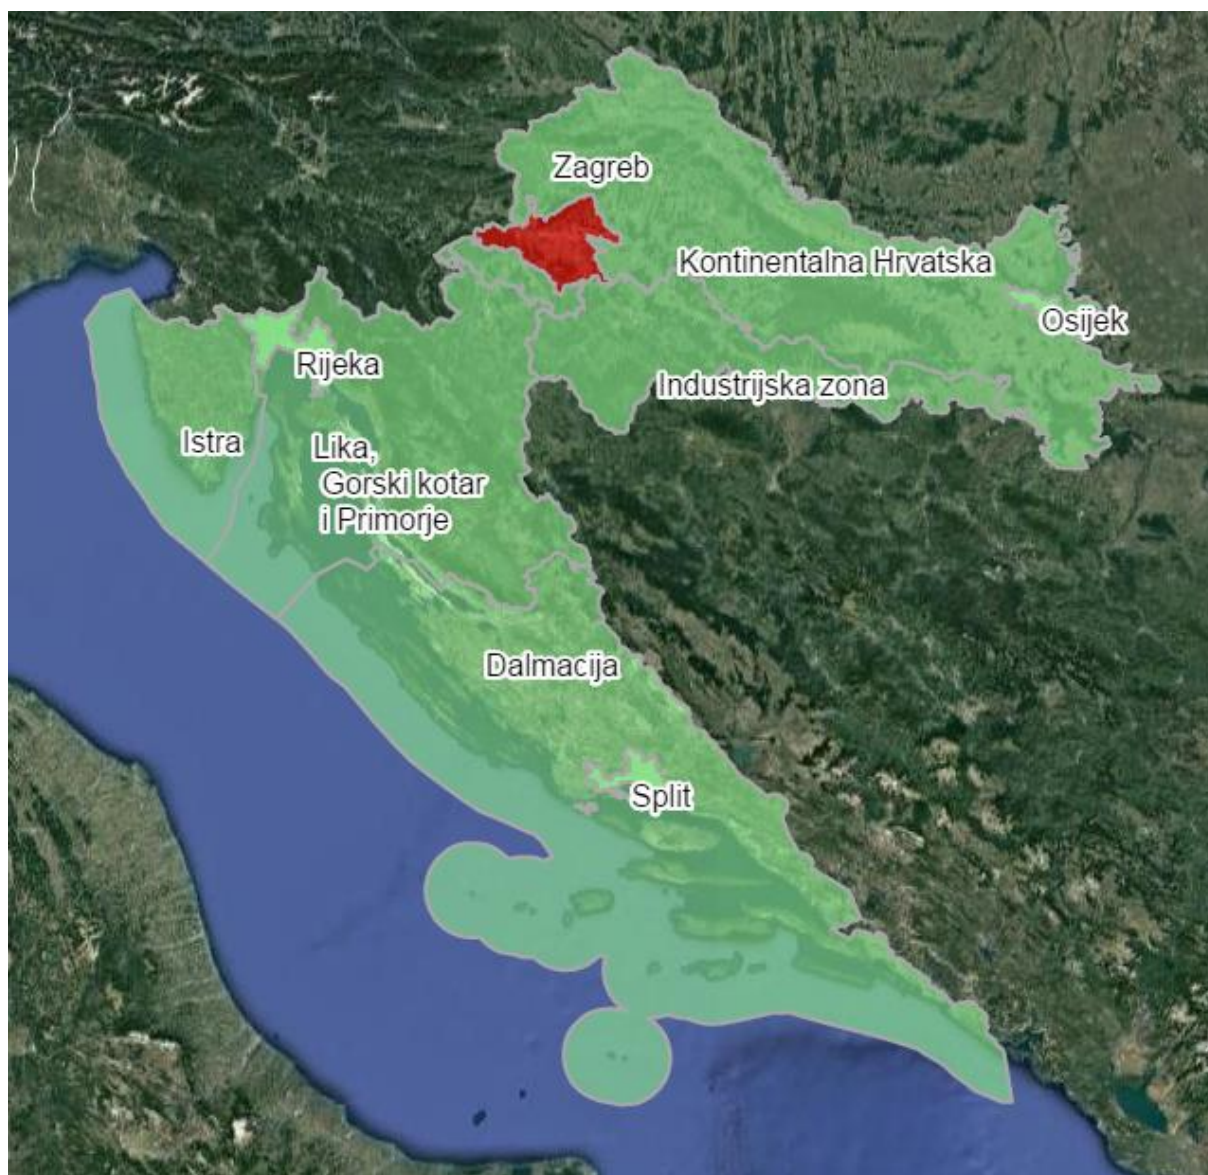 Zagreb
Kontinentalna Hrvatska
Osijek
Rijeka
Industrijska zona
Istra
Lika,
Gorski kotar
i Primorje
Dalmacija
Split